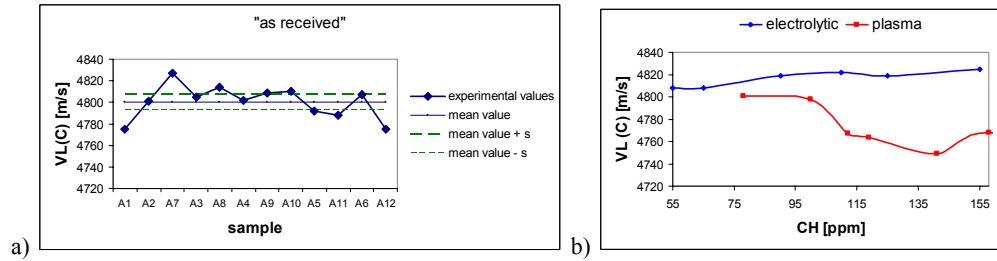 "as received"
VL(C) [m/s]
4840
4820
4800
4780
4760
4740
4720
A1 A2 A7 A3 A8 A4 A9 A10 A5 A11 A6 A12
sample
experimental values
mean value
mean value + s
mean value - s
a)
electrolytic plasma
VL (C) [m/s]
4840
4820
4800
4780
4760
4740
4720
55 75 95 115 135 155
CH [ppm]
b)